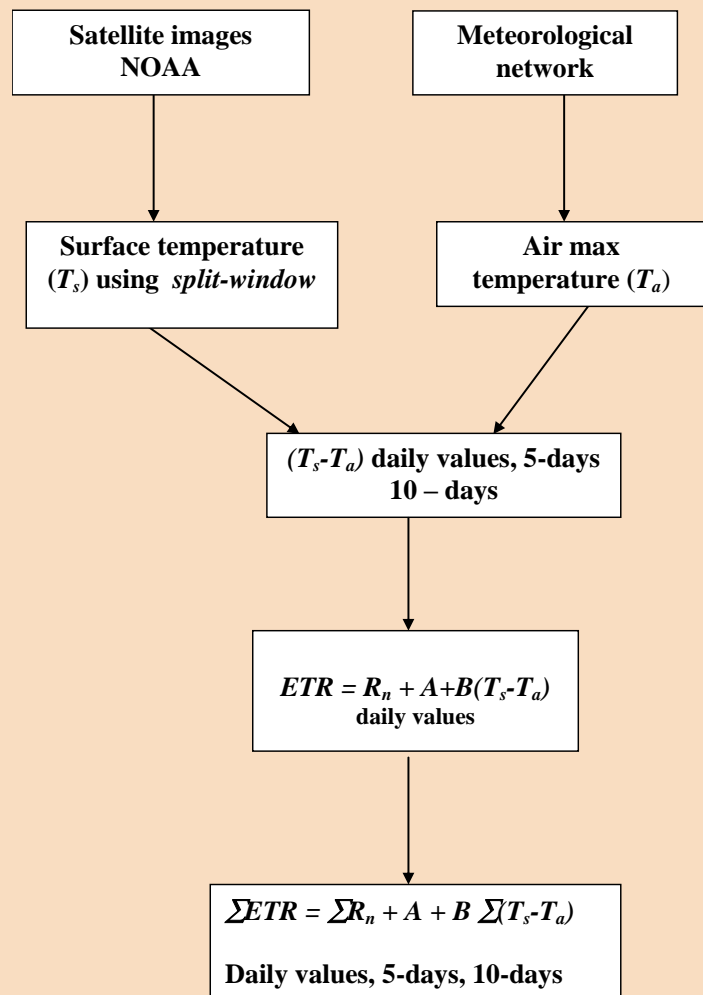 Satellite images
NOAA
Meteorological
network
Surface temperature
(Ts) using split-window
Air max
temperature (Ta)
(Ts-Ta) daily values, 5-days
10 – days
ETR = Rn + A+B(Ts-Ta)
daily values
∑ETR = ∑Rn + A + B ∑(Ts-Ta)
Daily values, 5-days, 10-days